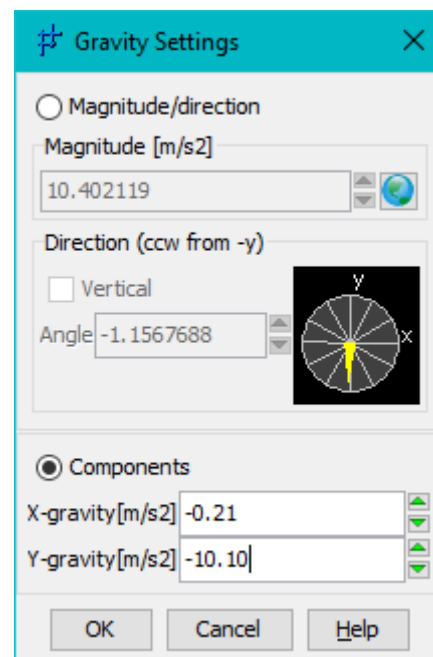 Gravity Settings
Magnitude/direction
Magnitude [m/s2]
10.402119
Direction (ccw from -y)
Vertical
Angle -1.1567688
y
x
Components
X-gravity[m/s2] -0.21
Y-gravity[m/s2] -10.10
OK Cancel Help